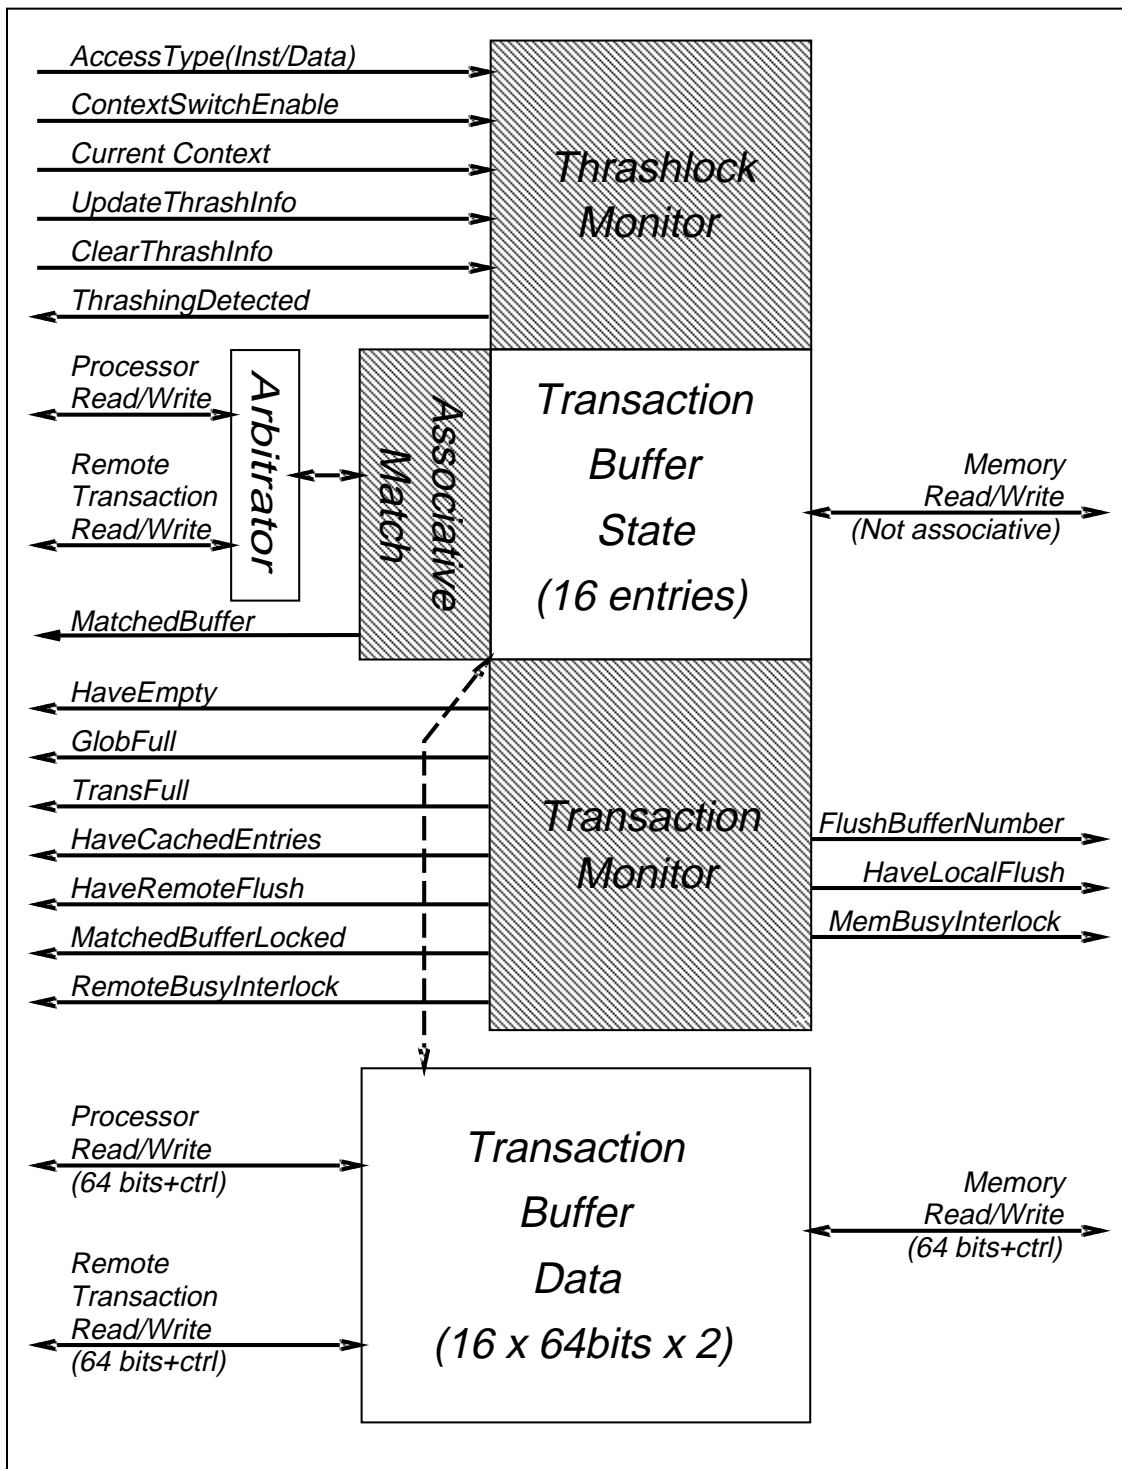 AccessType(Inst/Data)
ContextSwitchEnable
Current Context
UpdateThrashInfo
ClearThrashInfo
ThrashingDetected
Thrashlock
Monitor
Processor
Read/Write
Remote
Transaction
Read/Write
Arbitrator
Associative
Match
MatchedBuffer
Transaction
Buffer
State
(16 entries)
Memory
Read/Write
(Not associative)
HaveEmpty
GlobFull
TransFull
HaveCachedEntries
HaveRemoteFlush
MatchedBufferLocked
RemoteBusyInterlock
Transaction
Monitor
FlushBufferNumber
HaveLocalFlush
MemBusyInterlock
Processor
Read/Write
(64 bits+ctrl)
Remote
Transaction
Read/Write
(64 bits+ctrl)
Transaction
Buffer
Data
(16 x 64bits x 2)
Memory
Read/Write
(64 bits+ctrl)